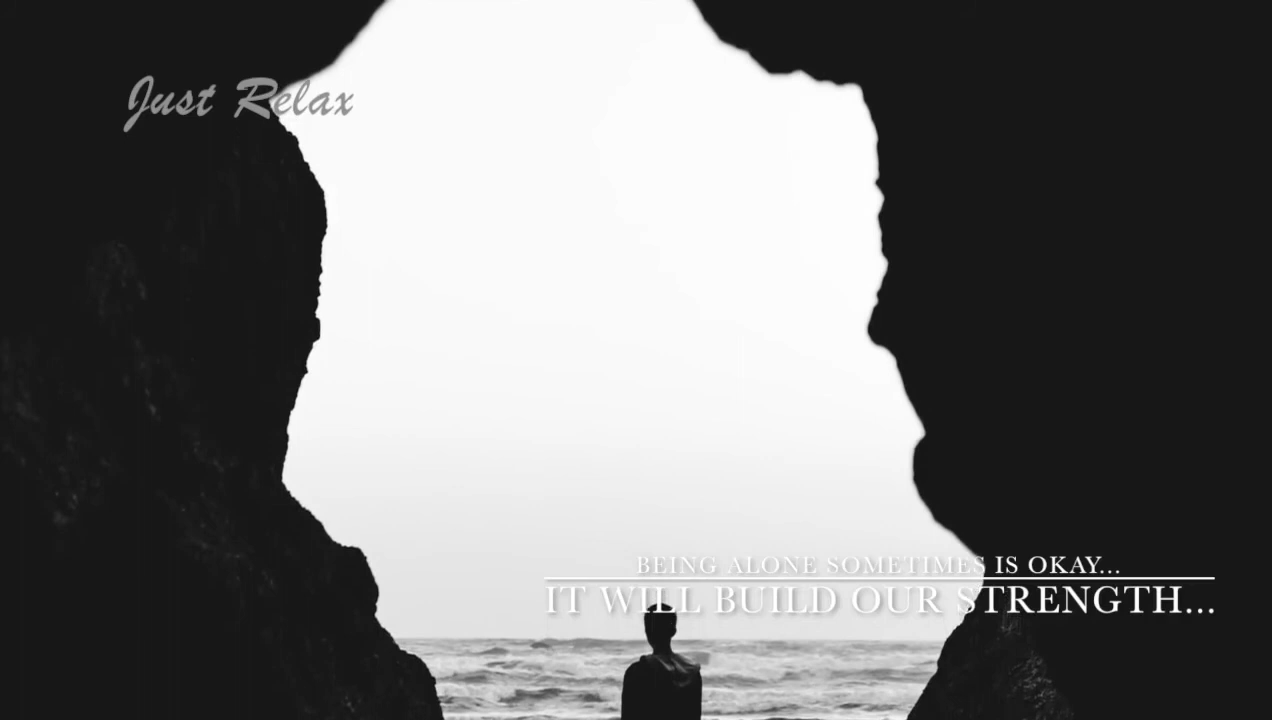 Just Relax
BEING ALONE SOMETIMES IS OKAY...
IT WILL BUILD OUR STRENGTH...